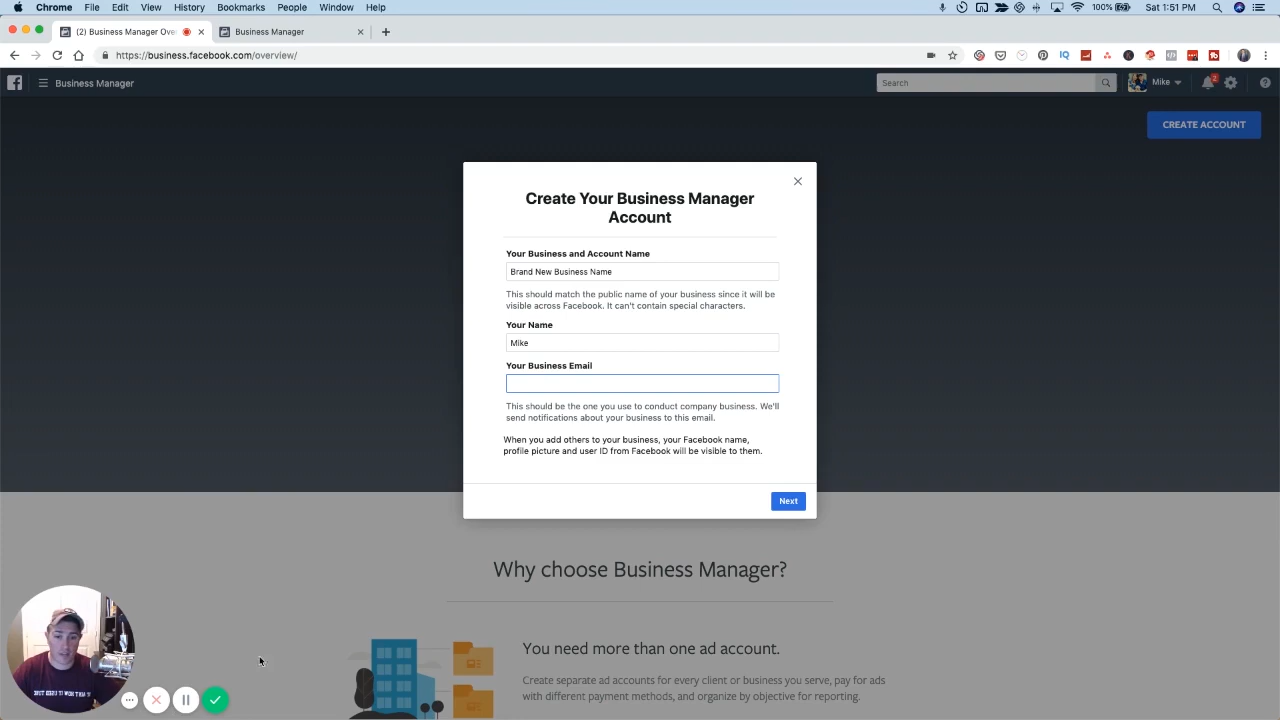 Chrome File Edit View History Bookmarks People Window Help 100% Sat 1:51 PM
(2) Business Manager Ove Business Manager
https://business.facebook.com/overview/
Business Manager Search Mike 2
CREATE ACCOUNT
Create Your Business Manager
Account
Your Business and Account Name
Brand New Business Name
This should match the public name of your business since it will be
visible across Facebook. It can't contain special characters.
Your Name
Mike
Your Business Email
This should be the one you use to conduct company business. We'll
send notifications about your business to this email.
When you add others to your business, your Facebook name,
profile picture and user ID from Facebook will be visible to them.
Next
Why choose Business Manager?
You need more than one ad account.
Create separate ad accounts for every client or business you serve, pay for ads
with different payment methods, and organize by objective for reporting.